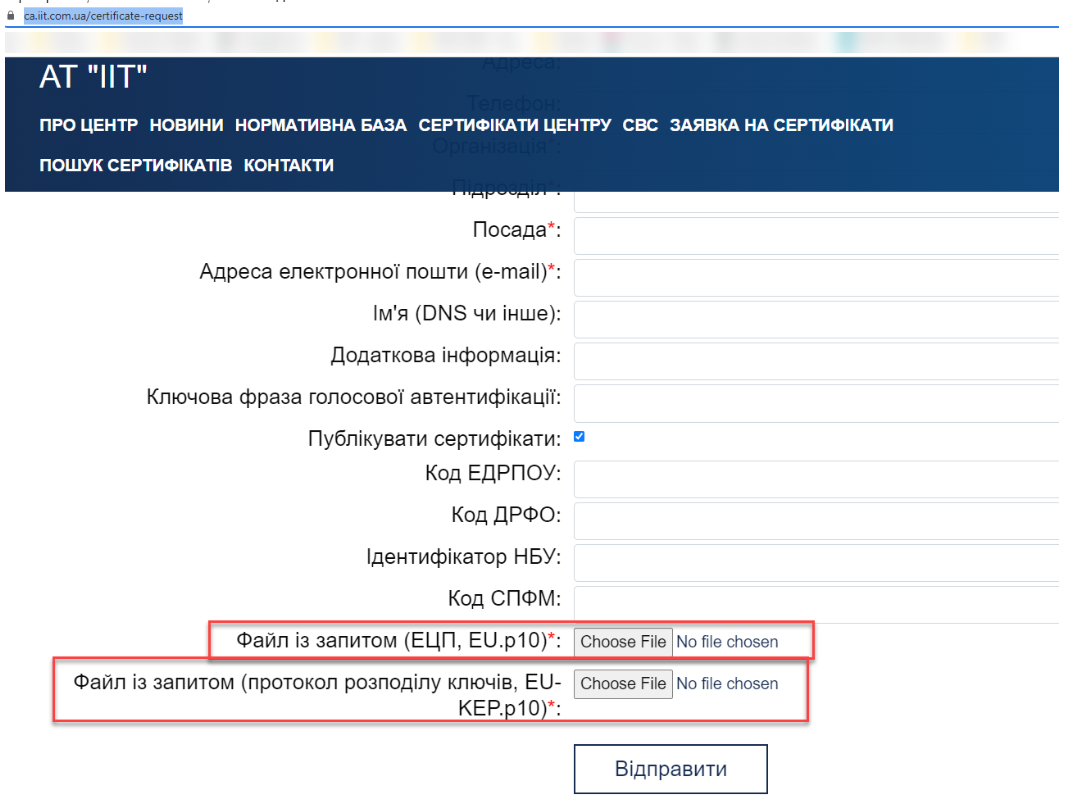 ca.iit.com.ua/certificate-request
АТ "ІІТ"
Адреса:
Телефон:
ПРО ЦЕНТР НОВИНИ НОРМАТИВНА БАЗА СЕРТИФІКАТИ ЦЕНТРУ CBC ЗАЯВКА НА СЕРТИФІКАТИ
Організація*:
ПОШУК СЕРТИФІКАТІВ КОНТАКТИ
Підрозділ*:
Посада*:
Адреса електронної пошти (e-mail)*:
Ім'я (DNS чи інше):
Додаткова інформація:
Ключова фраза голосової автентифікації:
Публікувати сертифікати:
Код ЕДРПОУ:
Код ДРФО:
Ідентифікатор НБУ:
Код СПФМ:
Файл із запитом (ЕЦП, EU.p10)*: Choose File No file chosen
Файл із запитом (протокол розподілу ключів, EU- Choose File No file chosen
KEP.p10)*:
Відправити